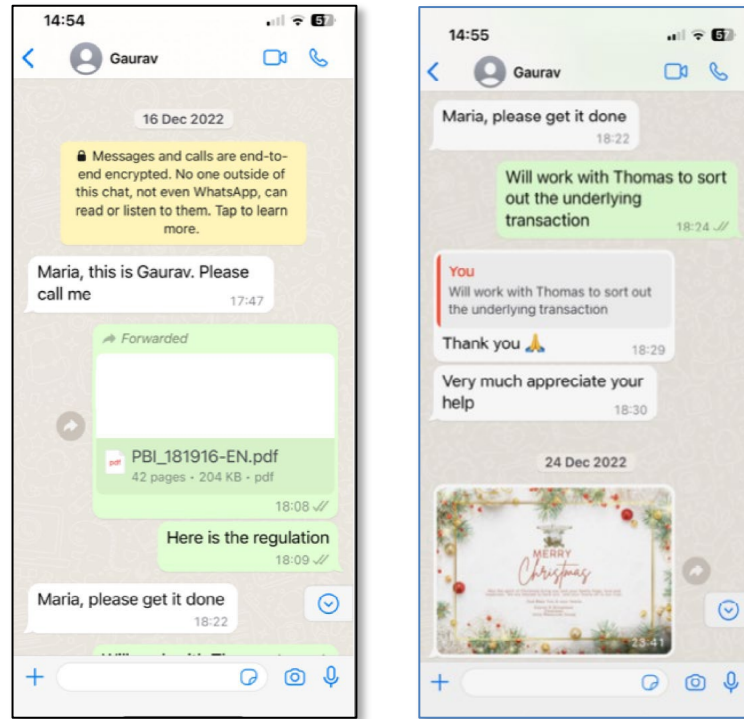 14:54
57
Gaurav
16 Dec 2022
Messages and calls are end-to-
end encrypted. No one outside of
this chat, not even WhatsApp, can
read or listen to them. Tap to learn
more.
Maria, this is Gaurav. Please
call me
17:47
Forwarded
pdf
PBI_181916-EN.pdf
42 pages • 204 KB • pdf
18:08
Here is the regulation
18:09
Maria, please get it done
18:22
14:55
57
Gaurav
Maria, please get it done
18:22
Will work with Thomas to sort
out the underlying
transaction
18:24
You
Will work with Thomas to sort out
the underlying transaction
Thank you 🙏
18:29
Very much appreciate your
help
18:30
24 Dec 2022
MERRY
Christmas
23:41